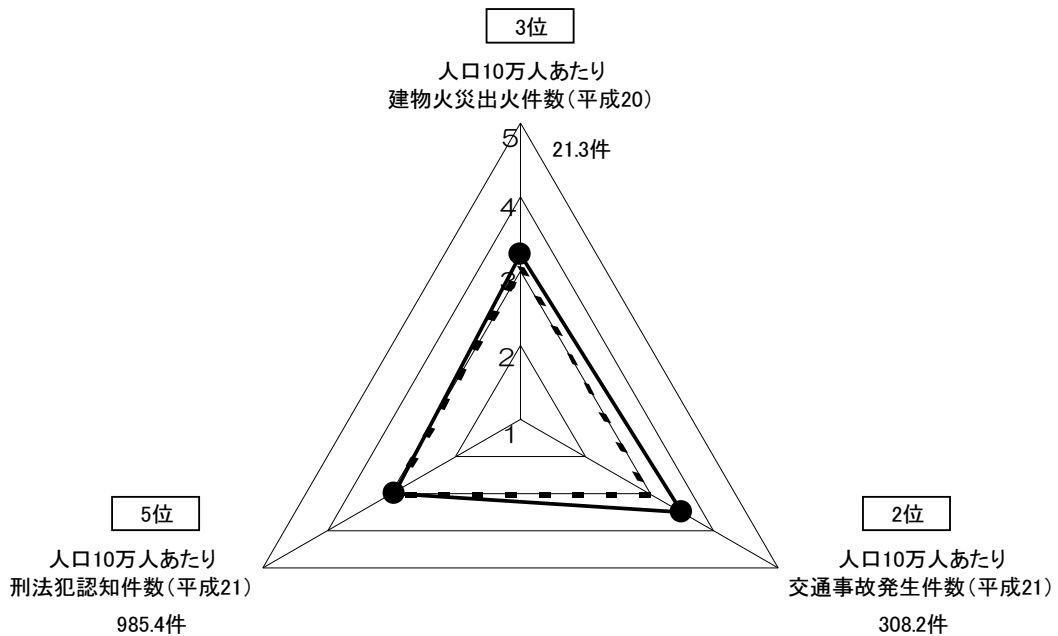 3位
人口10万人あたり
建物火災出火件数(平成20)
21.3件
5
4
3
2
1
5位
人口10万人あたり
刑法犯認知件数(平成21)
985.4件
2位
人口10万人あたり
交通事故発生件数(平成21)
308.2件